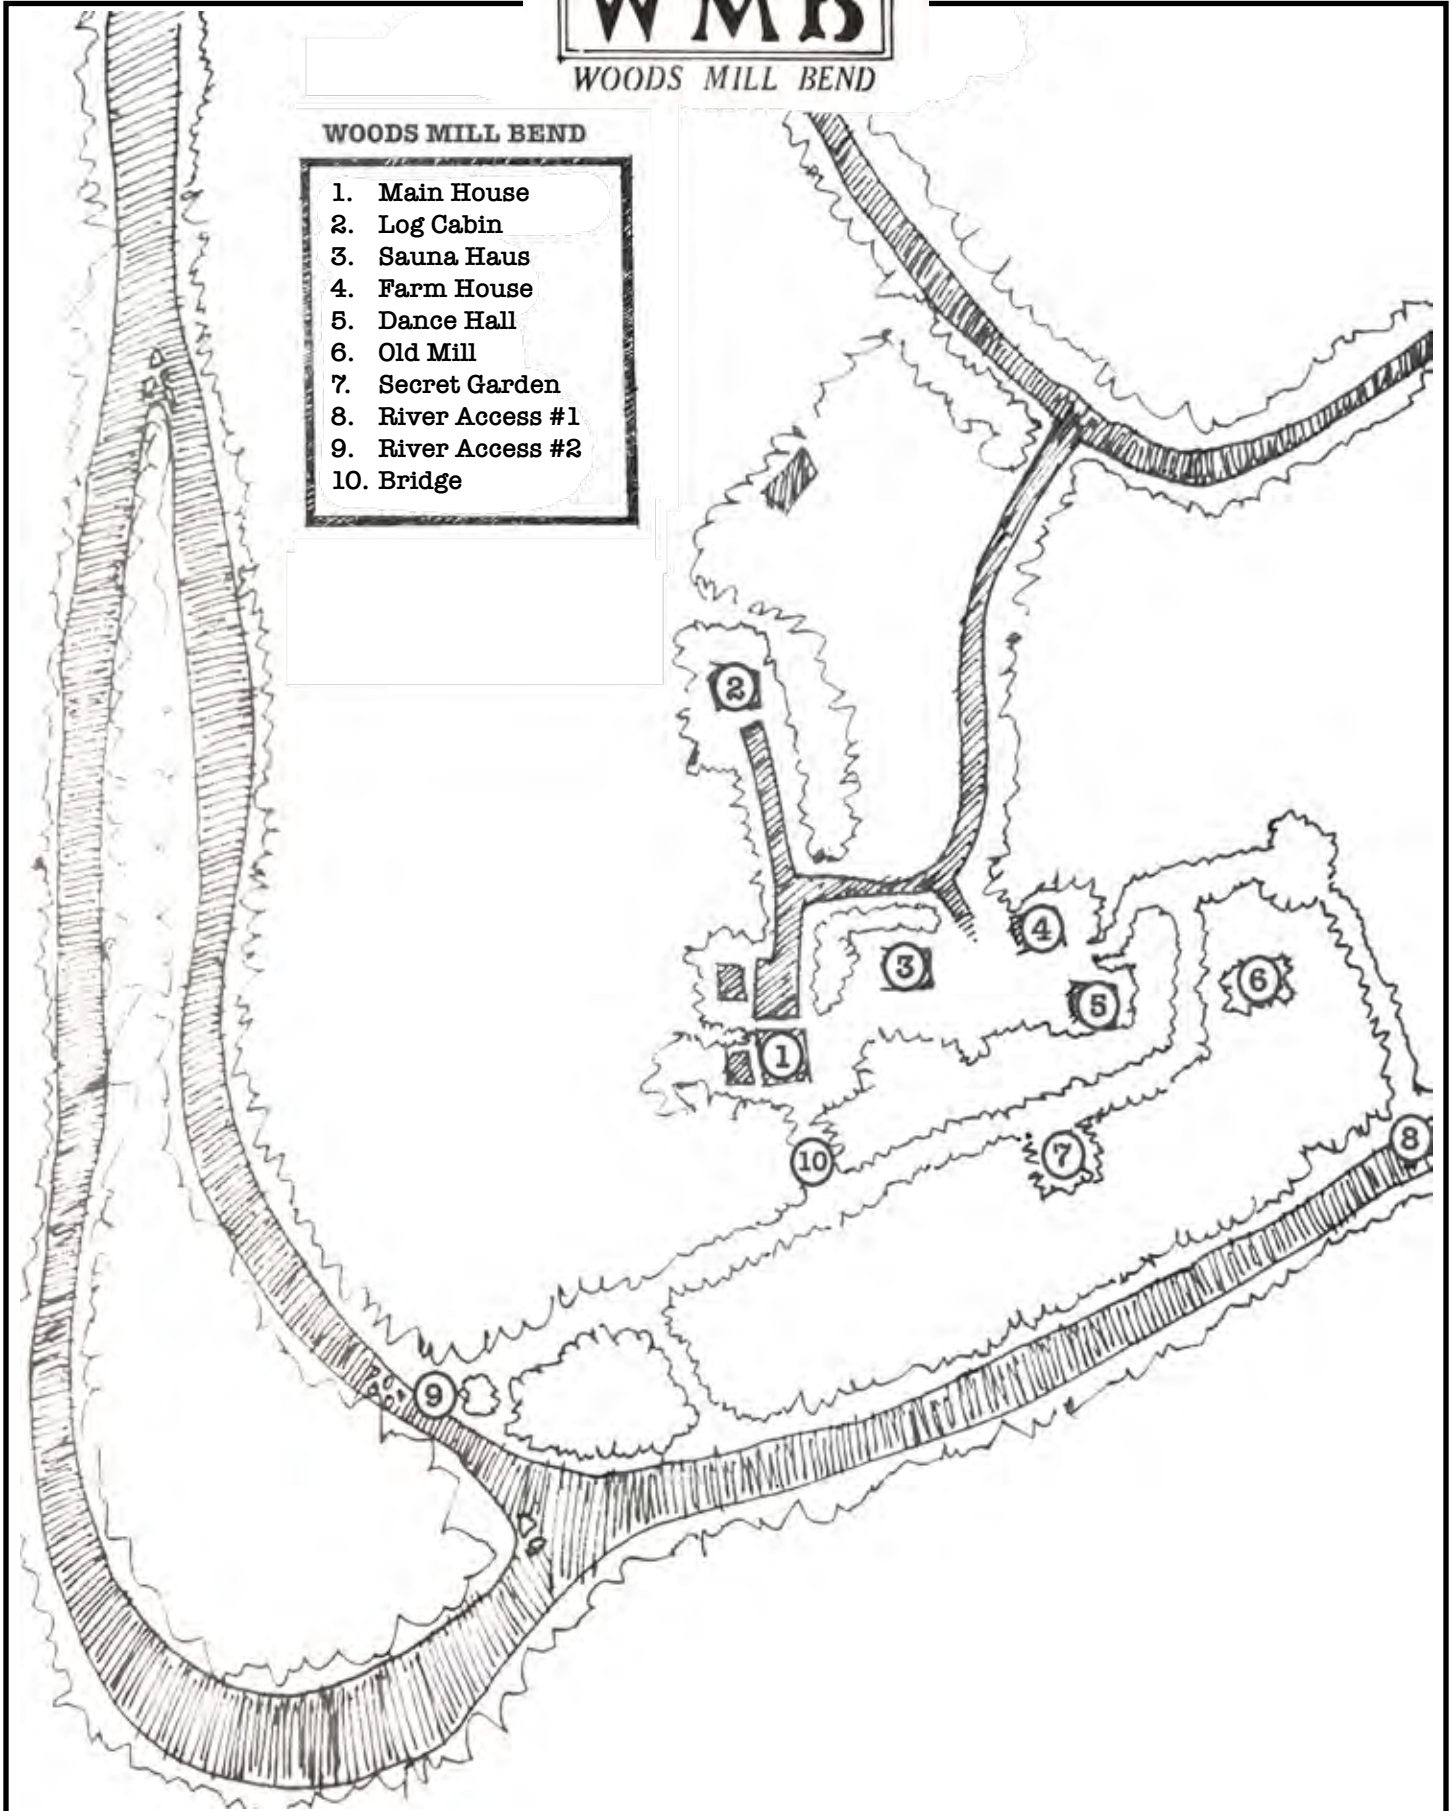 WMB
WOODS MILL BEND
WOODS MILL BEND
1. Main House
2. Log Cabin
3. Sauna Haus
4. Farm House
5. Dance Hall
6. Old Mill
7. Secret Garden
8. River Access #1
9. River Access #2
10. Bridge
2
4
3
6
5
1
8
7
10
9